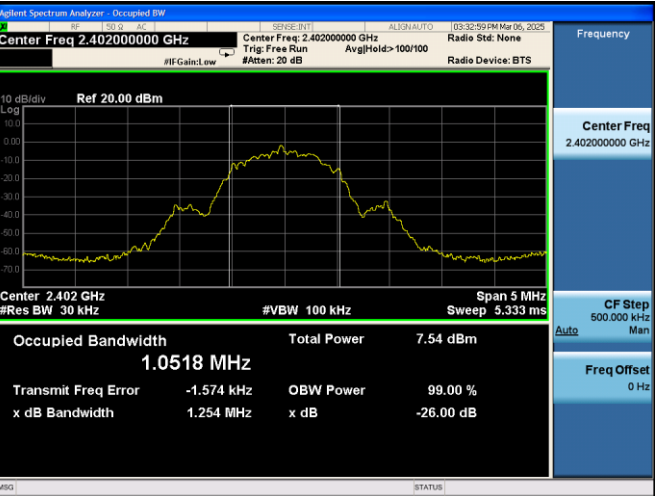 Agilent Spectrum Analyzer - Occupied BW
RF 50 Ω AC SENSE:INT ALIGNAUTO 03:32:59 PM Mar 06, 2025
Center Freq 2.402000000 GHz
Center Freq: 2.402000000 GHz Radio Std: None
Trig: Free Run Avg|Hold:>100/100
#IFGain:Low #Atten: 20 dB Radio Device: BTS
10 dB/div Ref 20.00 dBm
Log
10.0
0.00
-10.0
-20.0
-30.0
-40.0
-50.0
-60.0
-70.0
Center 2.402 GHz Span 5 MHz
#Res BW 30 kHz #VBW 100 kHz Sweep 5.333 ms
Occupied Bandwidth Total Power 7.54 dBm
1.0518 MHz
Transmit Freq Error -1.574 kHz OBW Power 99.00 %
x dB Bandwidth 1.254 MHz x dB -26.00 dB
MSG STATUS
Frequency
Center Freq
2.402000000 GHz
CF Step
500.000 kHz
Auto Man
Freq Offset
0 Hz